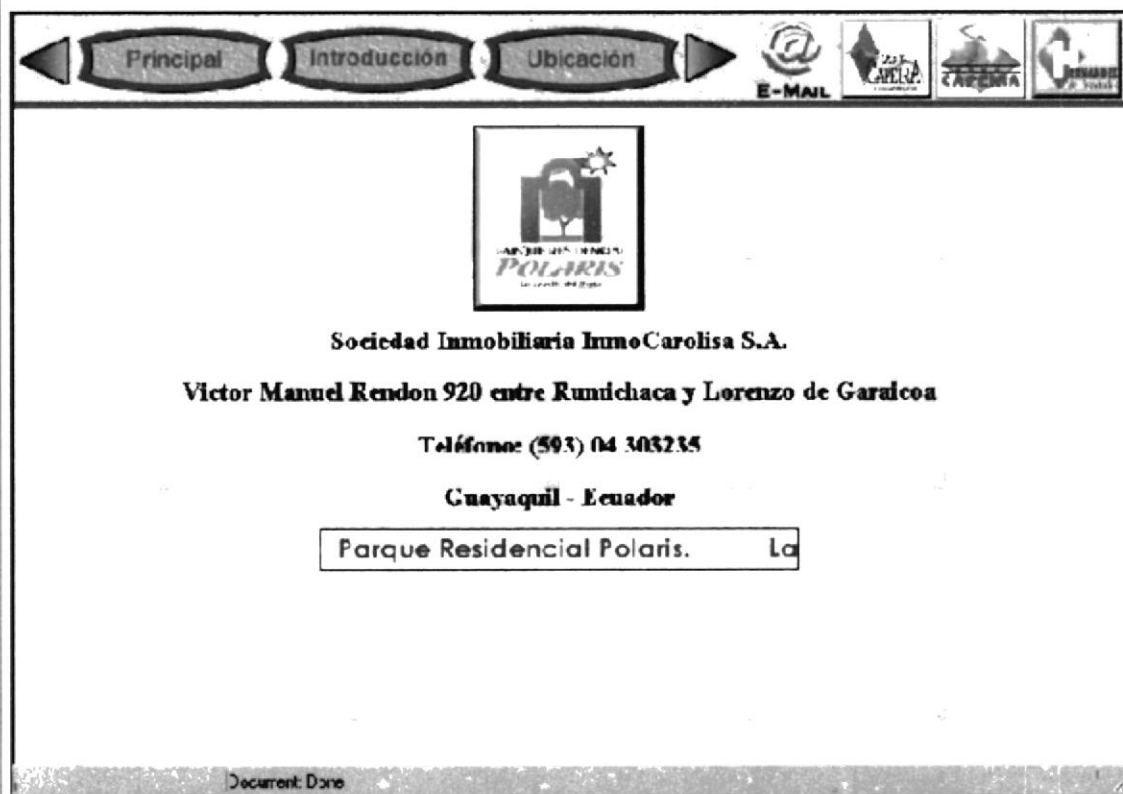 Principal
Introducción
Ubicación
E-MAIL
CAPEIRA
POLARIS
Sociedad Inmobiliaria InmoCarolisa S.A.
Victor Manuel Rendon 920 entre Rumichaca y Lorenzo de Garaicoa
Teléfono: (593) 04 303235
Guayaquil - Ecuador
Parque Residencial Polaris. La
Document: Done